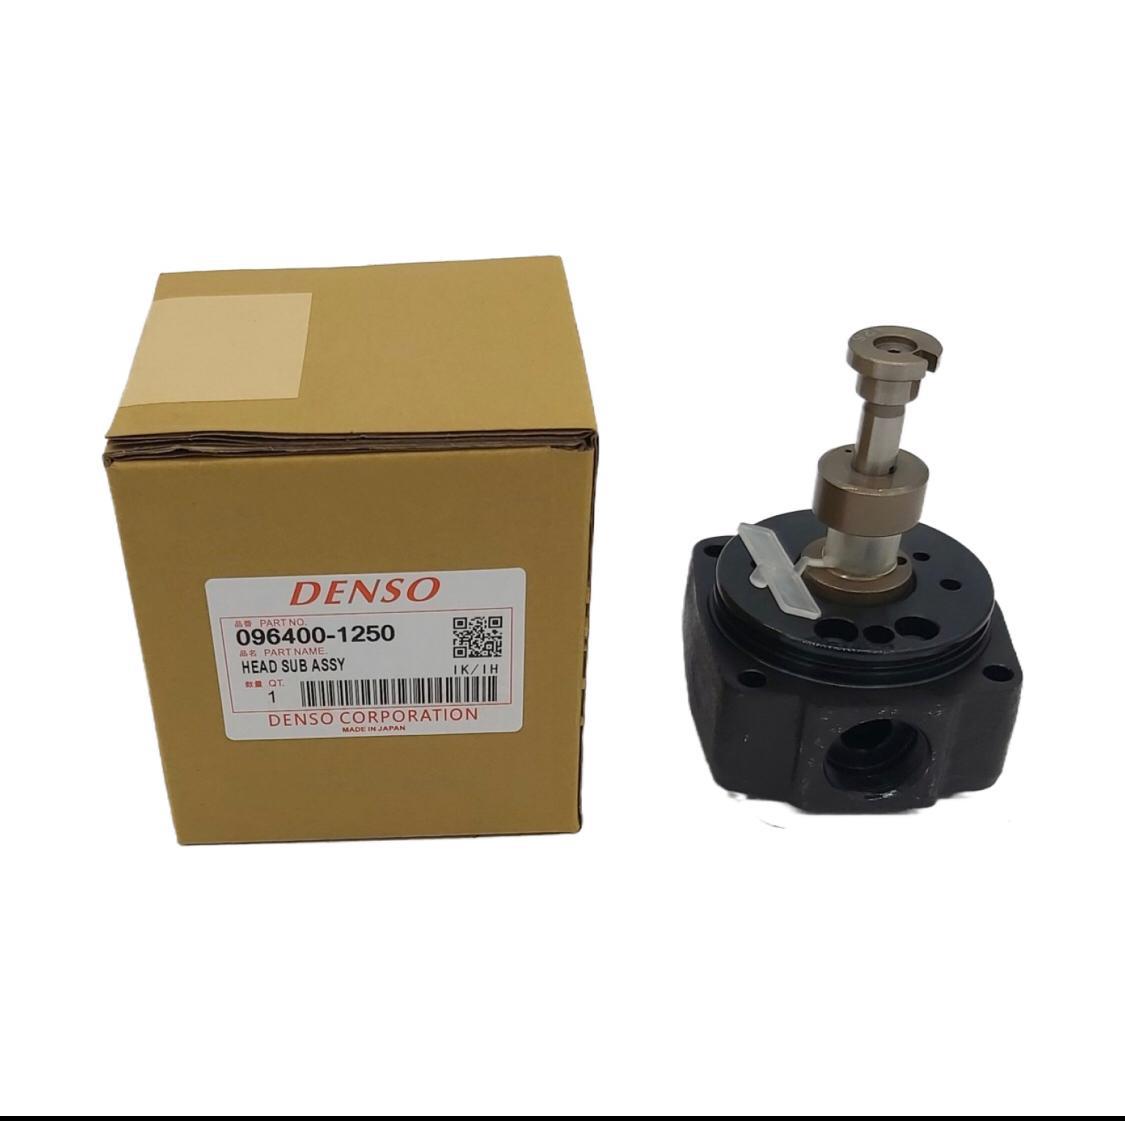 DENSO
品番 PART NO.
096400-1250
品名 PART NAME.
HEAD SUB ASSY
IK/IH
数量 QT.
1
DENSO CORPORATION
MADE IN JAPAN